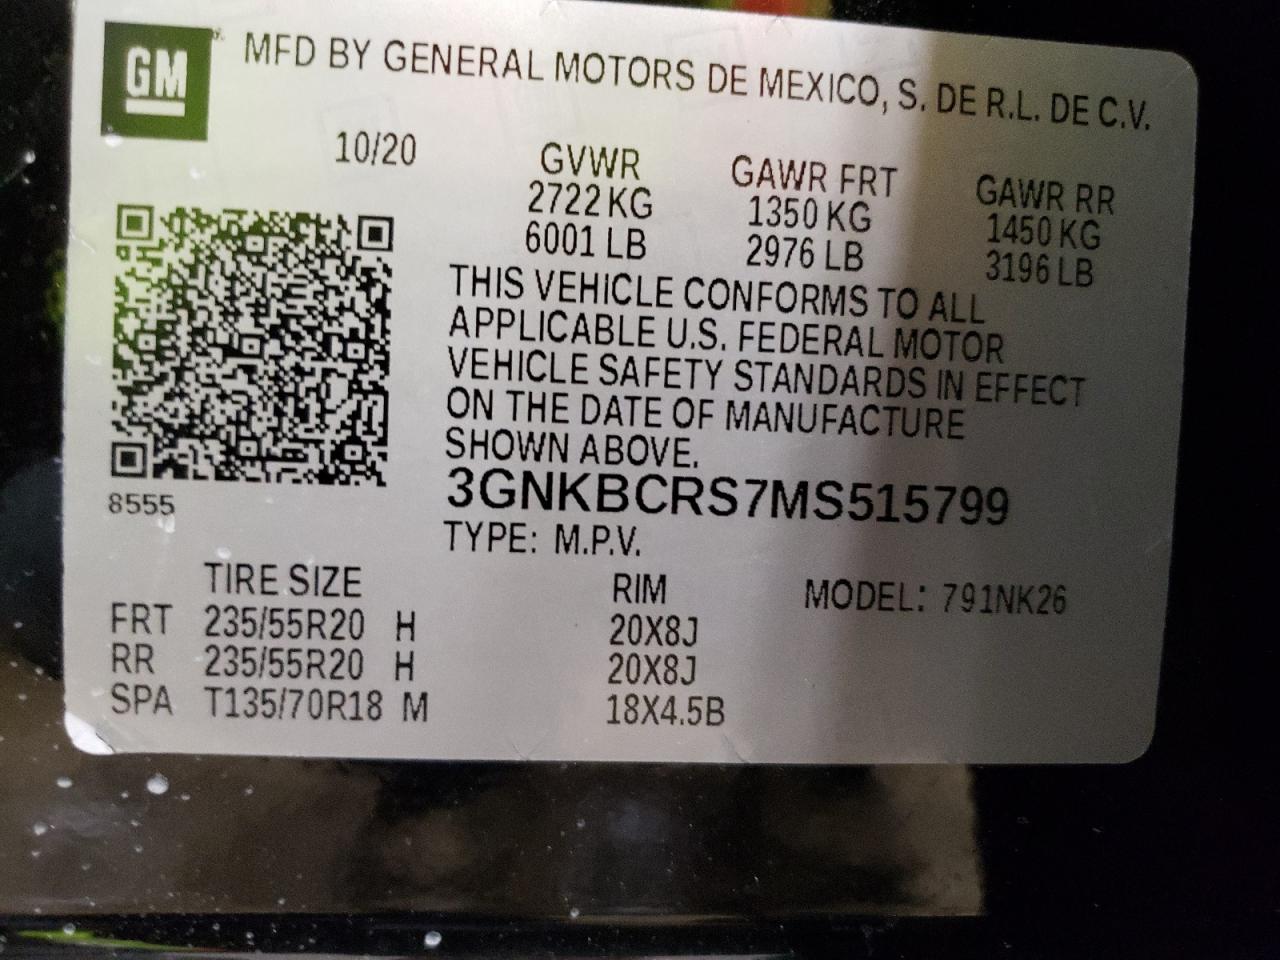 GM
MFD BY GENERAL MOTORS DE MEXICO, S. DE R.L. DE C.V.
10/20 GVWR GAWR FRT GAWR RR
2722 KG 1350 KG 1450 KG
6001 LB 2976 LB 3196 LB
THIS VEHICLE CONFORMS TO ALL
APPLICABLE U.S. FEDERAL MOTOR
VEHICLE SAFETY STANDARDS IN EFFECT
ON THE DATE OF MANUFACTURE
SHOWN ABOVE.
3GNKBCRS7MS515799
8555
TYPE: M.P.V.
TIRE SIZE RIM MODEL: 791NK26
FRT 235/55R20 H 20X8J
RR 235/55R20 H 20X8J
SPA T135/70R18 M 18X4.5B